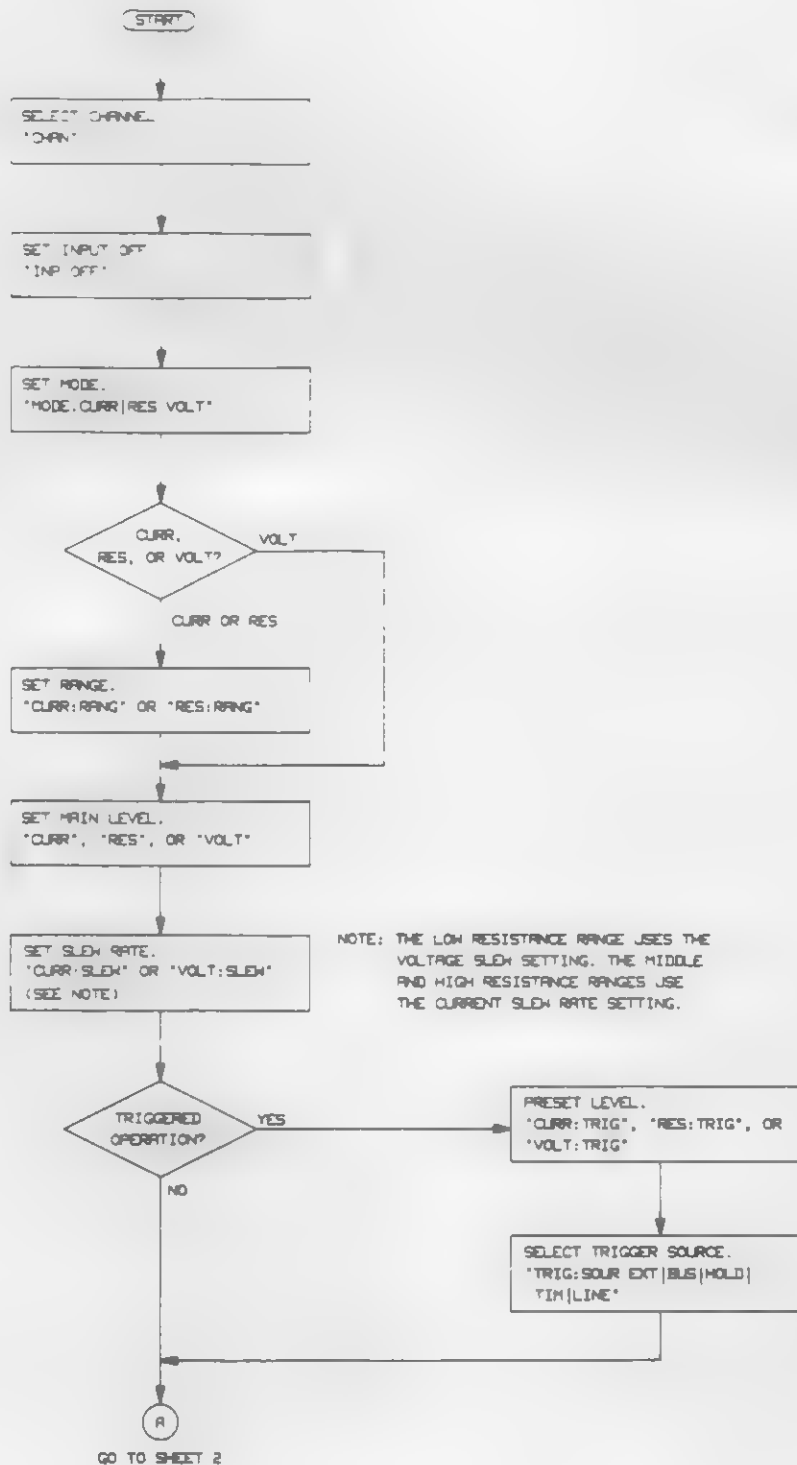 START
SELECT CHANNEL
"CHAN"
SET INPUT OFF
"INP OFF"
SET MODE.
"MODE:CURR|RES VOLT"
CURR,
RES, OR VOLT?
VOLT
CURR OR RES
SET RANGE.
"CURR:RANG" OR "RES:RANG"
SET MAIN LEVEL.
"CURR", "RES", OR "VOLT"
SET SLEW RATE.
"CURR:SLEW" OR "VOLT:SLEW"
(SEE NOTE)
NOTE: THE LOW RESISTANCE RANGE USES THE
VOLTAGE SLEW SETTING. THE MIDDLE
AND HIGH RESISTANCE RANGES USE
THE CURRENT SLEW RATE SETTING.
TRIGGERED
OPERATION?
YES
NO
PRESET LEVEL.
"CURR:TRIG", "RES:TRIG", OR
"VOLT:TRIG"
SELECT TRIGGER SOURCE.
"TRIG:SOUR EXT|BUS|HOLD|
TIM|LINE"
A
GO TO SHEET 2